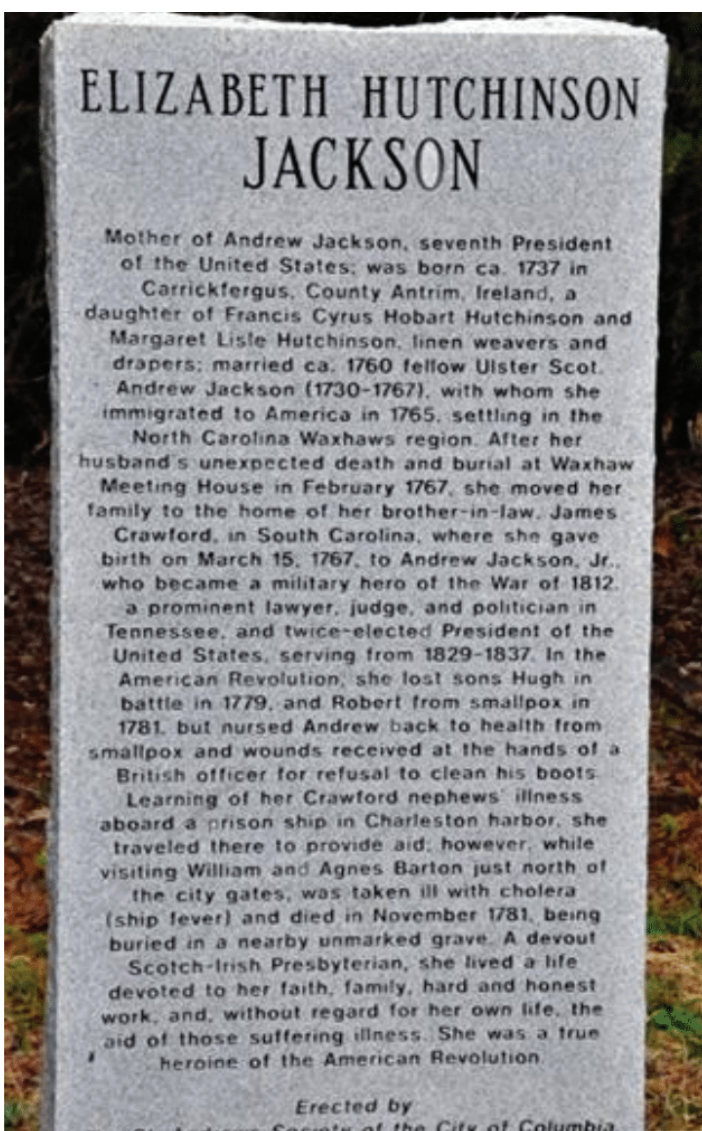 ELIZABETH HUTCHINSON
JACKSON
Mother of Andrew Jackson, seventh President
of the United States; was born ca. 1737 in
Carrickfergus, County Antrim, Ireland, a
daughter of Francis Cyrus Hobart Hutchinson and
Margaret Lisle Hutchinson, linen weavers and
drapers; married ca. 1760 fellow Ulster Scot,
Andrew Jackson (1730-1767), with whom she
immigrated to America in 1765, settling in the
North Carolina Waxhaws region. After her
husband's unexpected death and burial at Waxhaw
Meeting House in February 1767, she moved her
family to the home of her brother-in-law, James
Crawford, in South Carolina, where she gave
birth on March 15, 1767, to Andrew Jackson, Jr.,
who became a military hero of the War of 1812,
a prominent lawyer, judge, and politician in
Tennessee, and twice-elected President of the
United States, serving from 1829-1837. In the
American Revolution, she lost sons Hugh in
battle in 1779, and Robert from smallpox in
1781, but nursed Andrew back to health from
smallpox and wounds received at the hands of a
British officer for refusal to clean his boots.
Learning of her Crawford nephews' illness
aboard a prison ship in Charleston harbor, she
traveled there to provide aid; however, while
visiting William and Agnes Barton just north of
the city gates, was taken ill with cholera
(ship fever) and died in November 1781, being
buried in a nearby unmarked grave. A devout
Scotch-Irish Presbyterian, she lived a life
devoted to her faith, family, hard and honest
work, and, without regard for her own life, the
aid of those suffering illness. She was a true
heroine of the American Revolution.
Erected by
Society of the City of Columbia